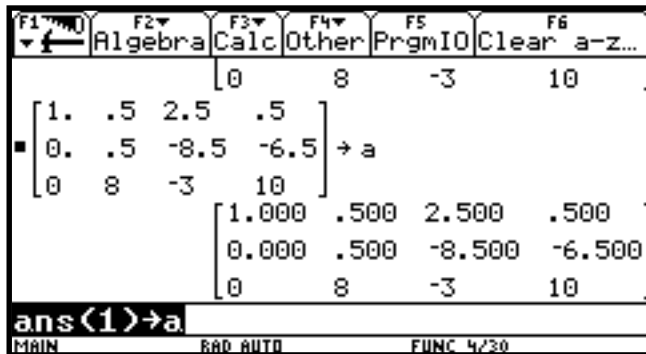 F1 F2 F3 F4 F5 F6
Algebra Calc Other PrgmIO Clear a-z…
0 8 -3 10
1. .5 2.5 .5
0. .5 -8.5 -6.5 → a
0 8 -3 10
1.000 .500 2.500 .500
0.000 .500 -8.500 -6.500
0 8 -3 10
ans(1)→a
MAIN RAD AUTO FUNC 4/30